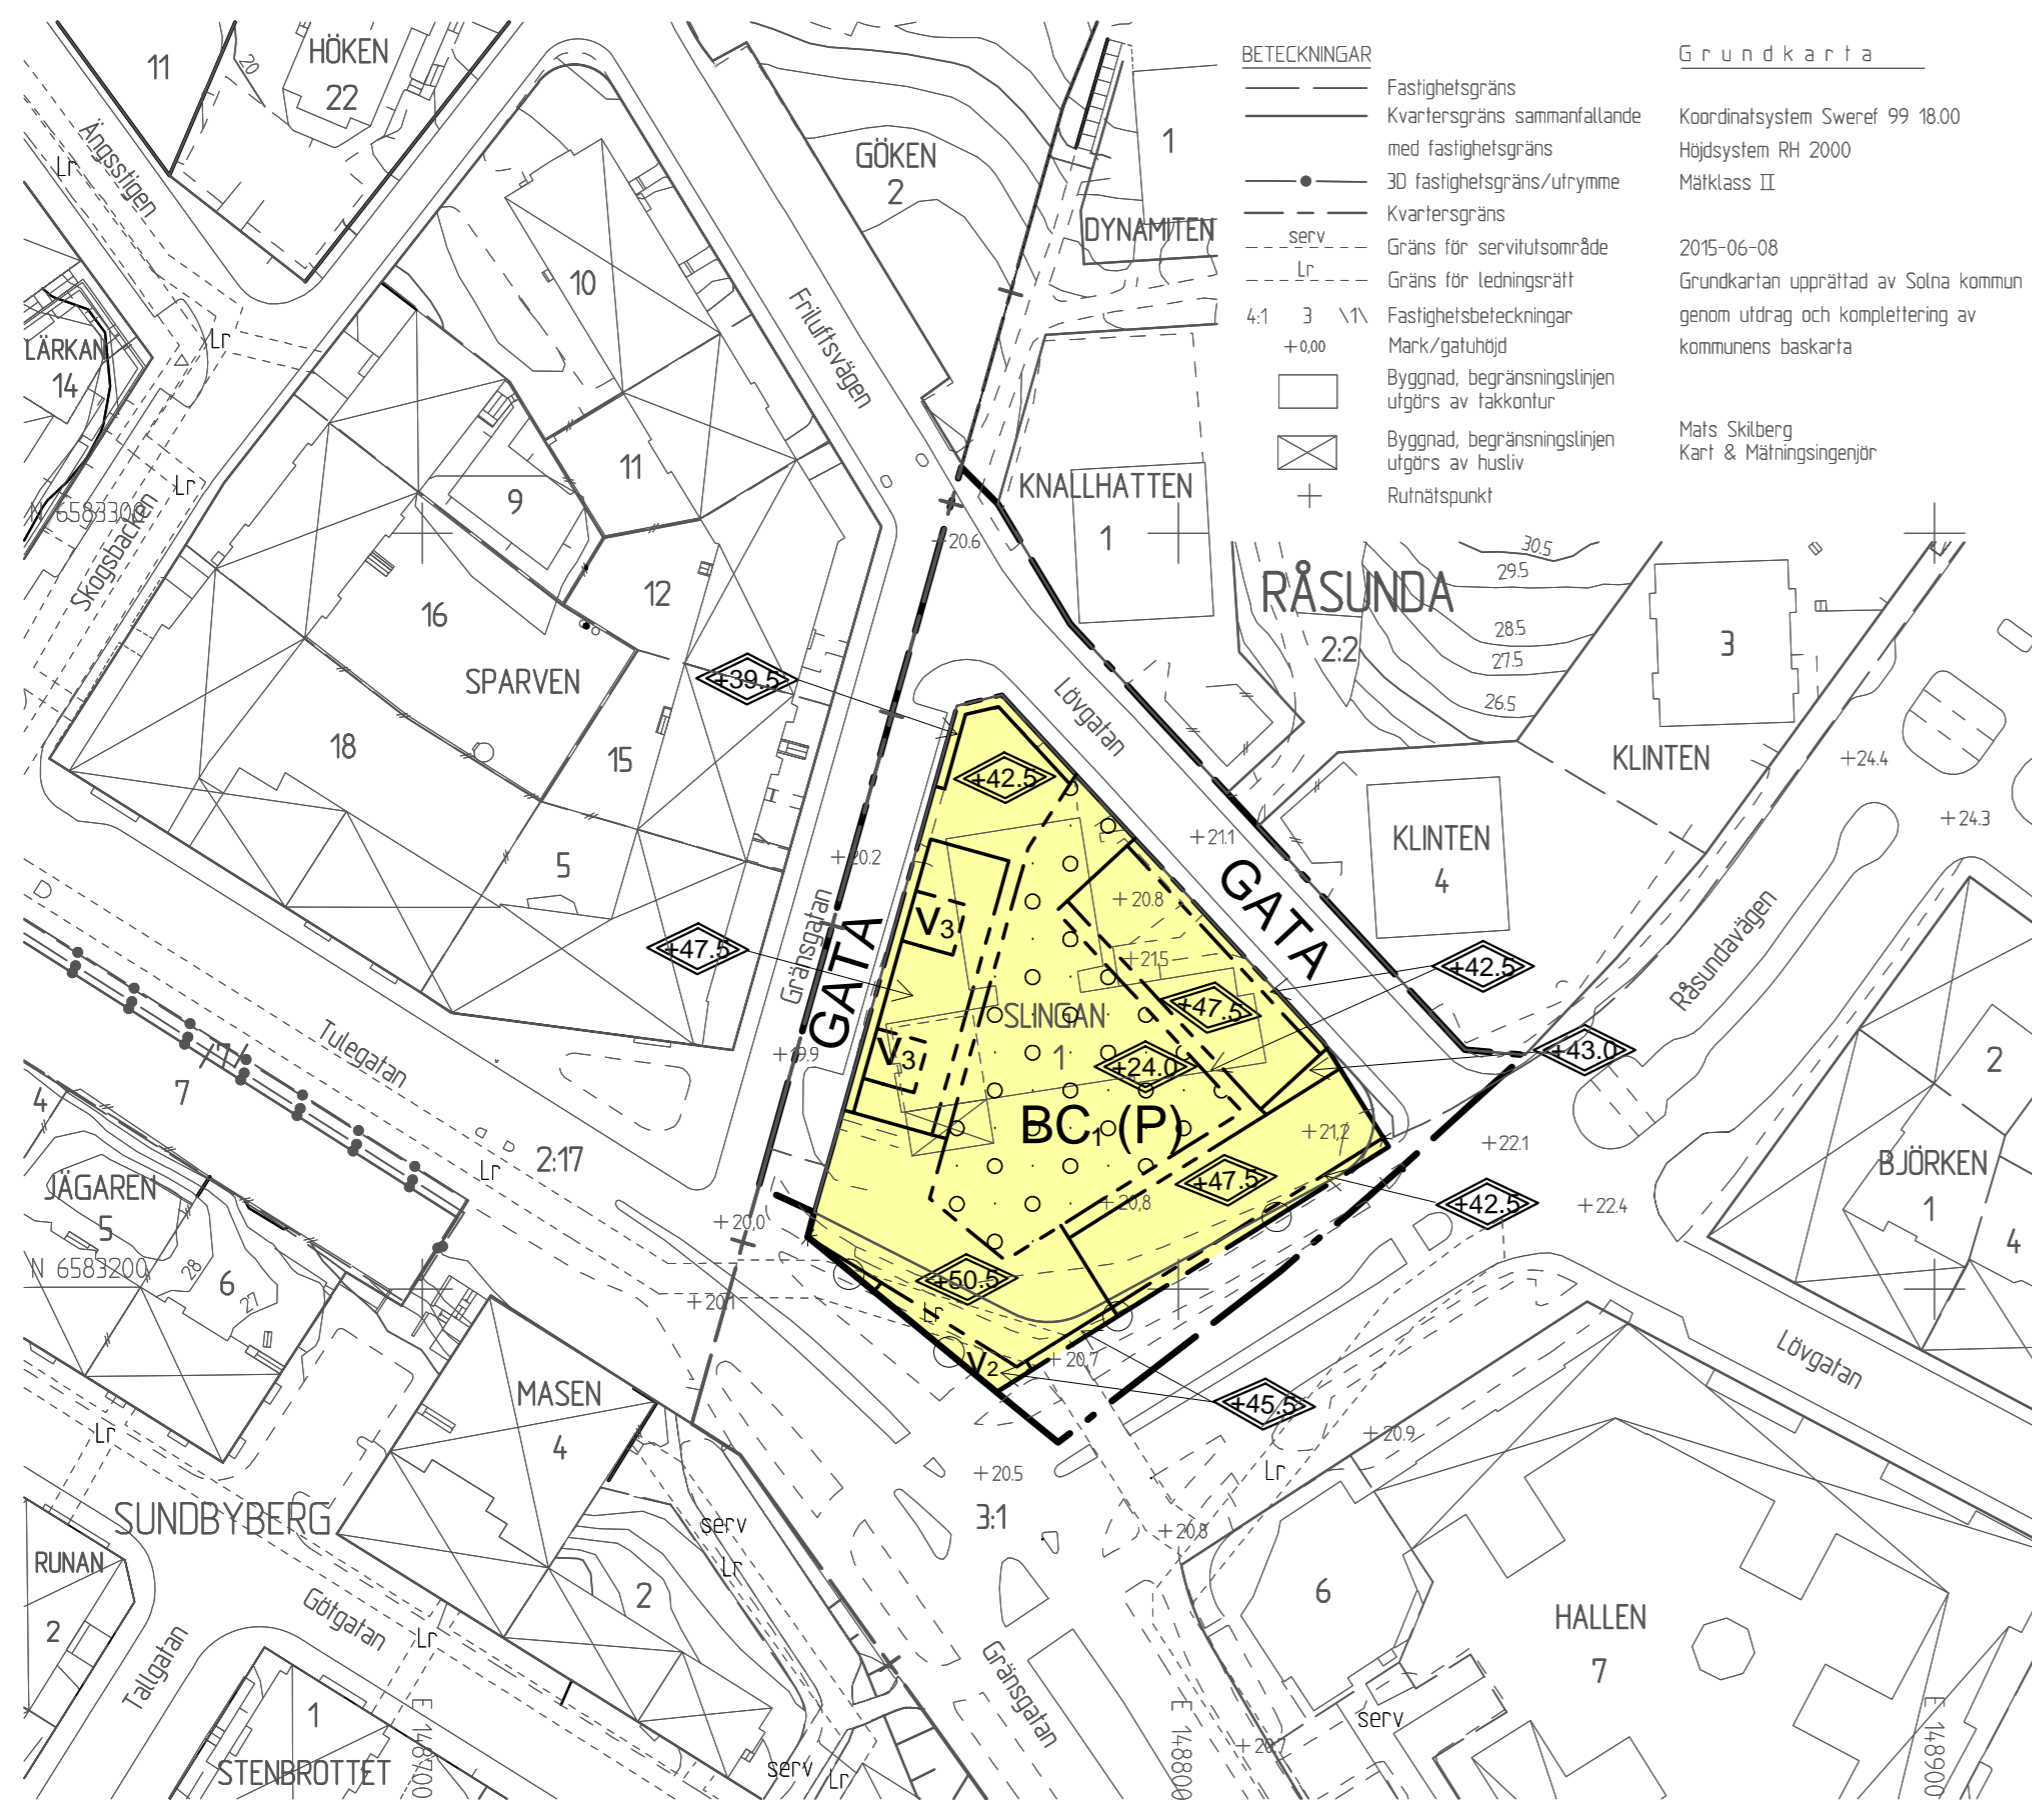 BETECKNINGAR
Fastighetsgräns
Kvartersgräns sammanfallande
med fastighetsgräns
3D fastighetsgräns/utrymme
Kvartersgräns
serv
Gräns för servitutsområde
Lr
Gräns för ledningsrätt
4:1 3 \1\ Fastighetsbeteckningar
+0,00 Mark/gatuhöjd
Byggnad, begränsningslinjen
utgörs av takkontur
Byggnad, begränsningslinjen
utgörs av husliv
Rutnätspunkt
Grundkarta
Koordinatsystem Sweref 99 18.00
Höjdsystem RH 2000
Mätklass II
2015-06-08
Grundkartan upprättad av Solna kommun
genom utdrag och komplettering av
kommunens baskarta
Mats Skilberg
Kart & Mätningsingenjör
11
20
HÖKEN
22
Ängsstigen
Lr
GÖKEN
2
1
DYNAMITEN
10
Friluftsvägen
LÄRKAN
14
Lr
11
9
Lr
N 6583300
Skogsbacken
KNALLHATTEN
1
20.6
RÅSUNDA
2:2
30.5
29.5
28.5
27.5
26.5
3
12
16
SPARVEN
+39.5
18
15
Lövgatan
KLINTEN
+24.4
+42.5
5
+20.2
+21.1
KLINTEN
4
+24.3
GATA
+20.8
V3
Gränsgatan
GATA
+47.5
+21.5
+42.5
Råsundavägen
SLINGAN
1
+47.5
V3
+19.9
+24.0
+43.0
Tulegatan
/7/
7
4
2
BC1 (P)
+21,2
+22.1
2:17
Lr
JÄGAREN
5
BJÖRKEN
1
4
+47.5
+20,8
+42.5
+22.4
+20,0
N 6583200
28
27
6
+50.5
+20.1
Lr
V2
+20.7
+45.5
Lövgatan
MASEN
4
Lr
+20.9
Lr
+20.5
3:1
SUNDBYBERG
serv
Lr
+20.8
RUNAN
2
2
6
HALLEN
7
Götgatan
Lr
Tallgatan
Gränsgatan
1
STENBROTTET
E 148700
serv
Lr
serv
+20.7
E 148800
E 148900